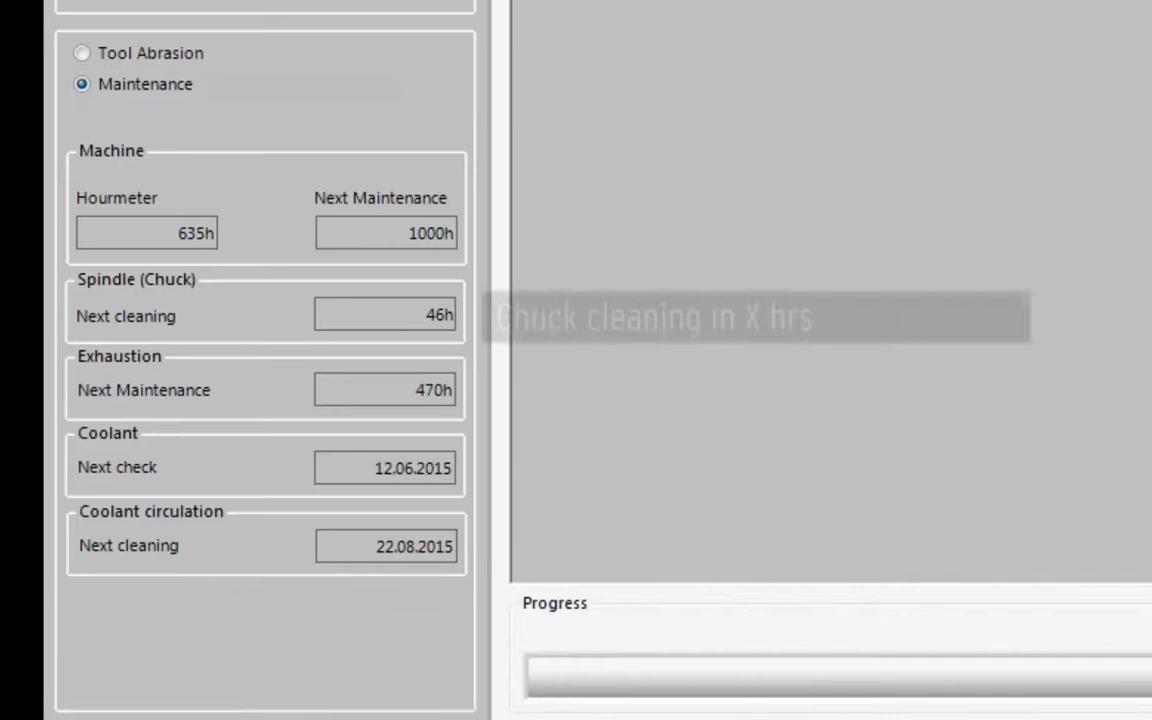 Tool Abrasion
Maintenance
Machine
Hourmeter Next Maintenance
635h 1000h
Spindle (Chuck)
Next cleaning 46h
Chuck cleaning in X hrs
Exhaustion
Next Maintenance 470h
Coolant
Next check 12.06.2015
Coolant circulation
Next cleaning 22.08.2015
Progress